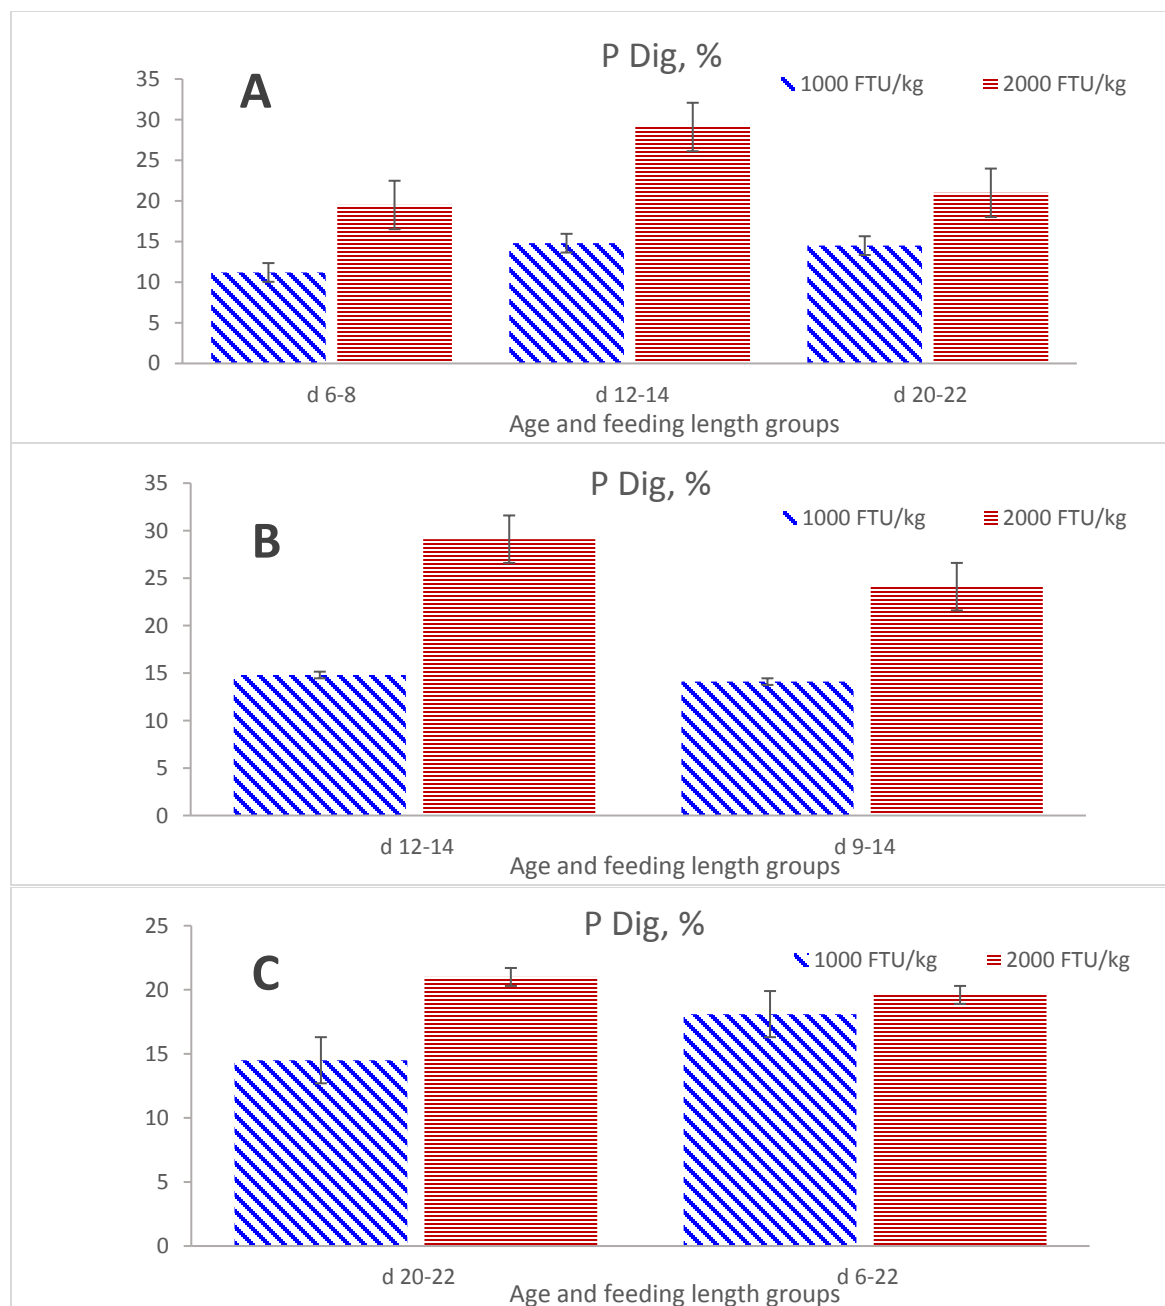 P Dig, %
A
1000 FTU/kg 2000 FTU/kg
35
30
25
20
15
10
5
0
d 6-8 d 12-14 d 20-22
Age and feeding length groups
P Dig, %
B
1000 FTU/kg 2000 FTU/kg
35
30
25
20
15
10
5
0
d 12-14 d 9-14
Age and feeding length groups
P Dig, %
C
1000 FTU/kg 2000 FTU/kg
25
20
15
10
5
0
d 20-22 d 6-22
Age and feeding length groups